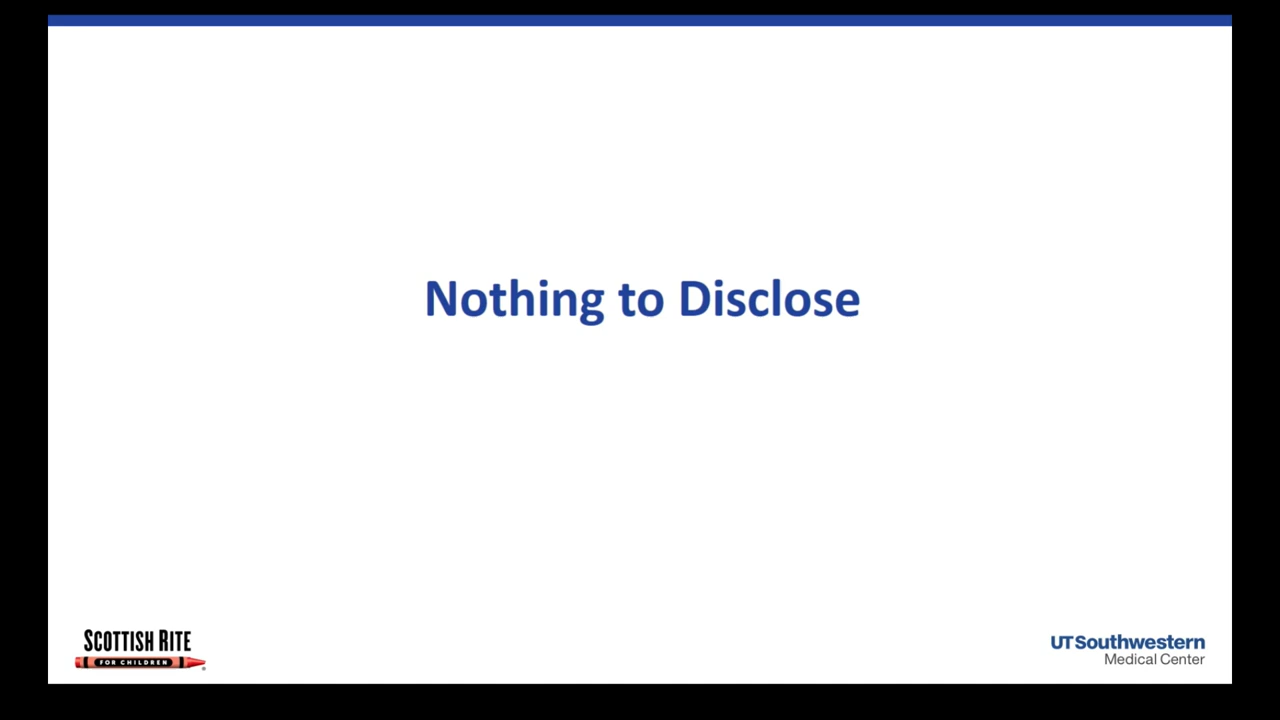 Nothing to Disclose
SCOTTISH RITE
FOR CHILDREN
UTSouthwestern
Medical Center